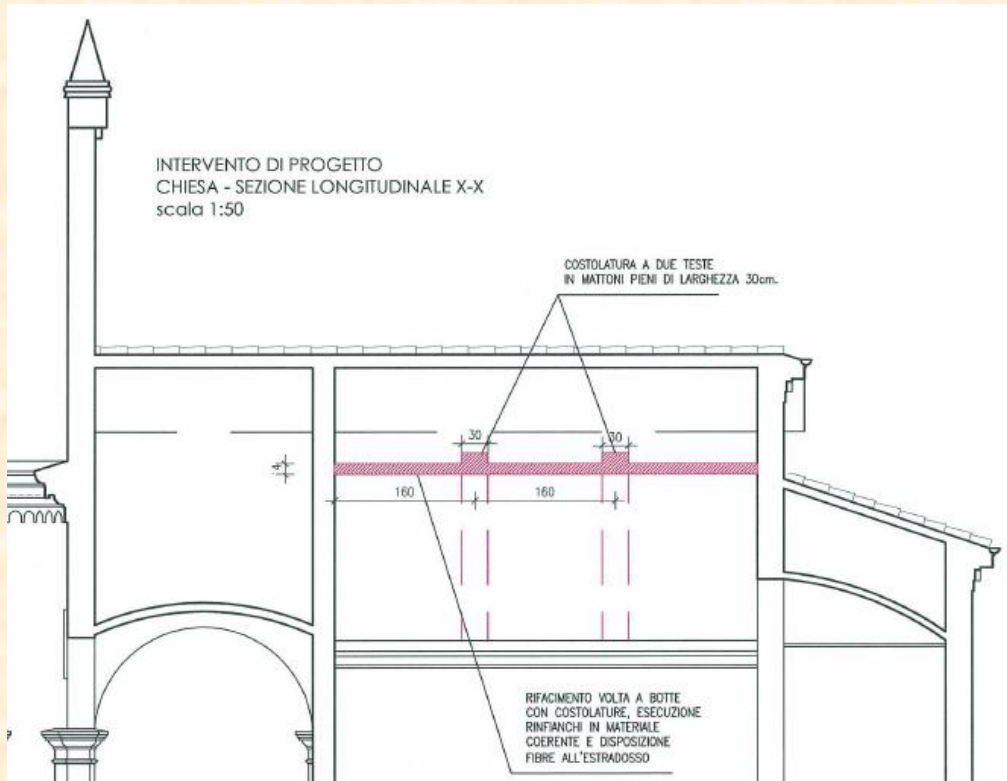 INTERVENTO DI PROGETTO
CHIESA - SEZIONE LONGITUDINALE X-X
scala 1:50
COSTOLATURA A DUE TESTE
IN MATTONI PIENI DI LARGHEZZA 30cm.
30
30
4
160
160
RIFACIMENTO VOLTA A BOTTE
CON COSTOLATURE, ESECUZIONE
RINFIANCHI IN MATERIALE
COERENTE E DISPOSIZIONE
FIBRE ALL'ESTRADOSSO